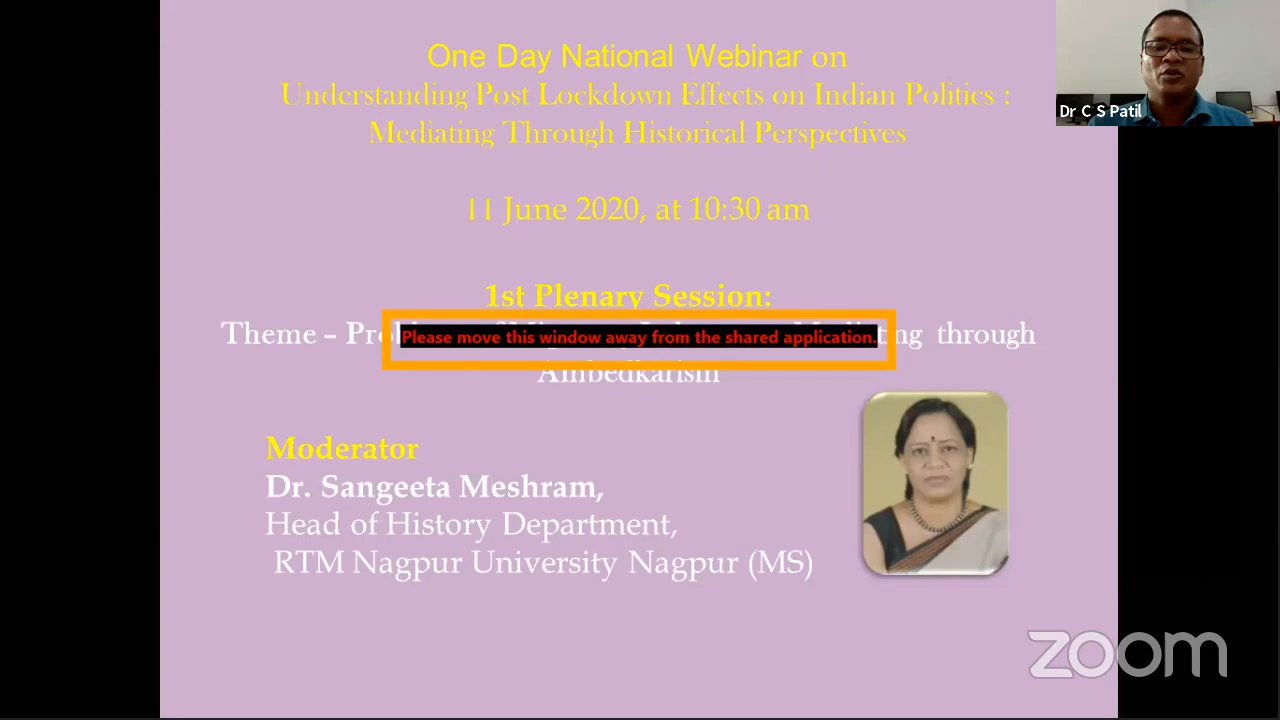 One Day National Webinar on
Understanding Post Lockdown Effects on Indian Politics :
Mediating Through Historical Perspectives
11 June 2020, at 10:30 am
1st Plenary Session:
Theme – through
Please move this window away from the shared application.
Ambedkarism
Moderator
Dr. Sangeeta Meshram,
Head of History Department,
RTM Nagpur University Nagpur (MS)
Dr C S Patil
zoom